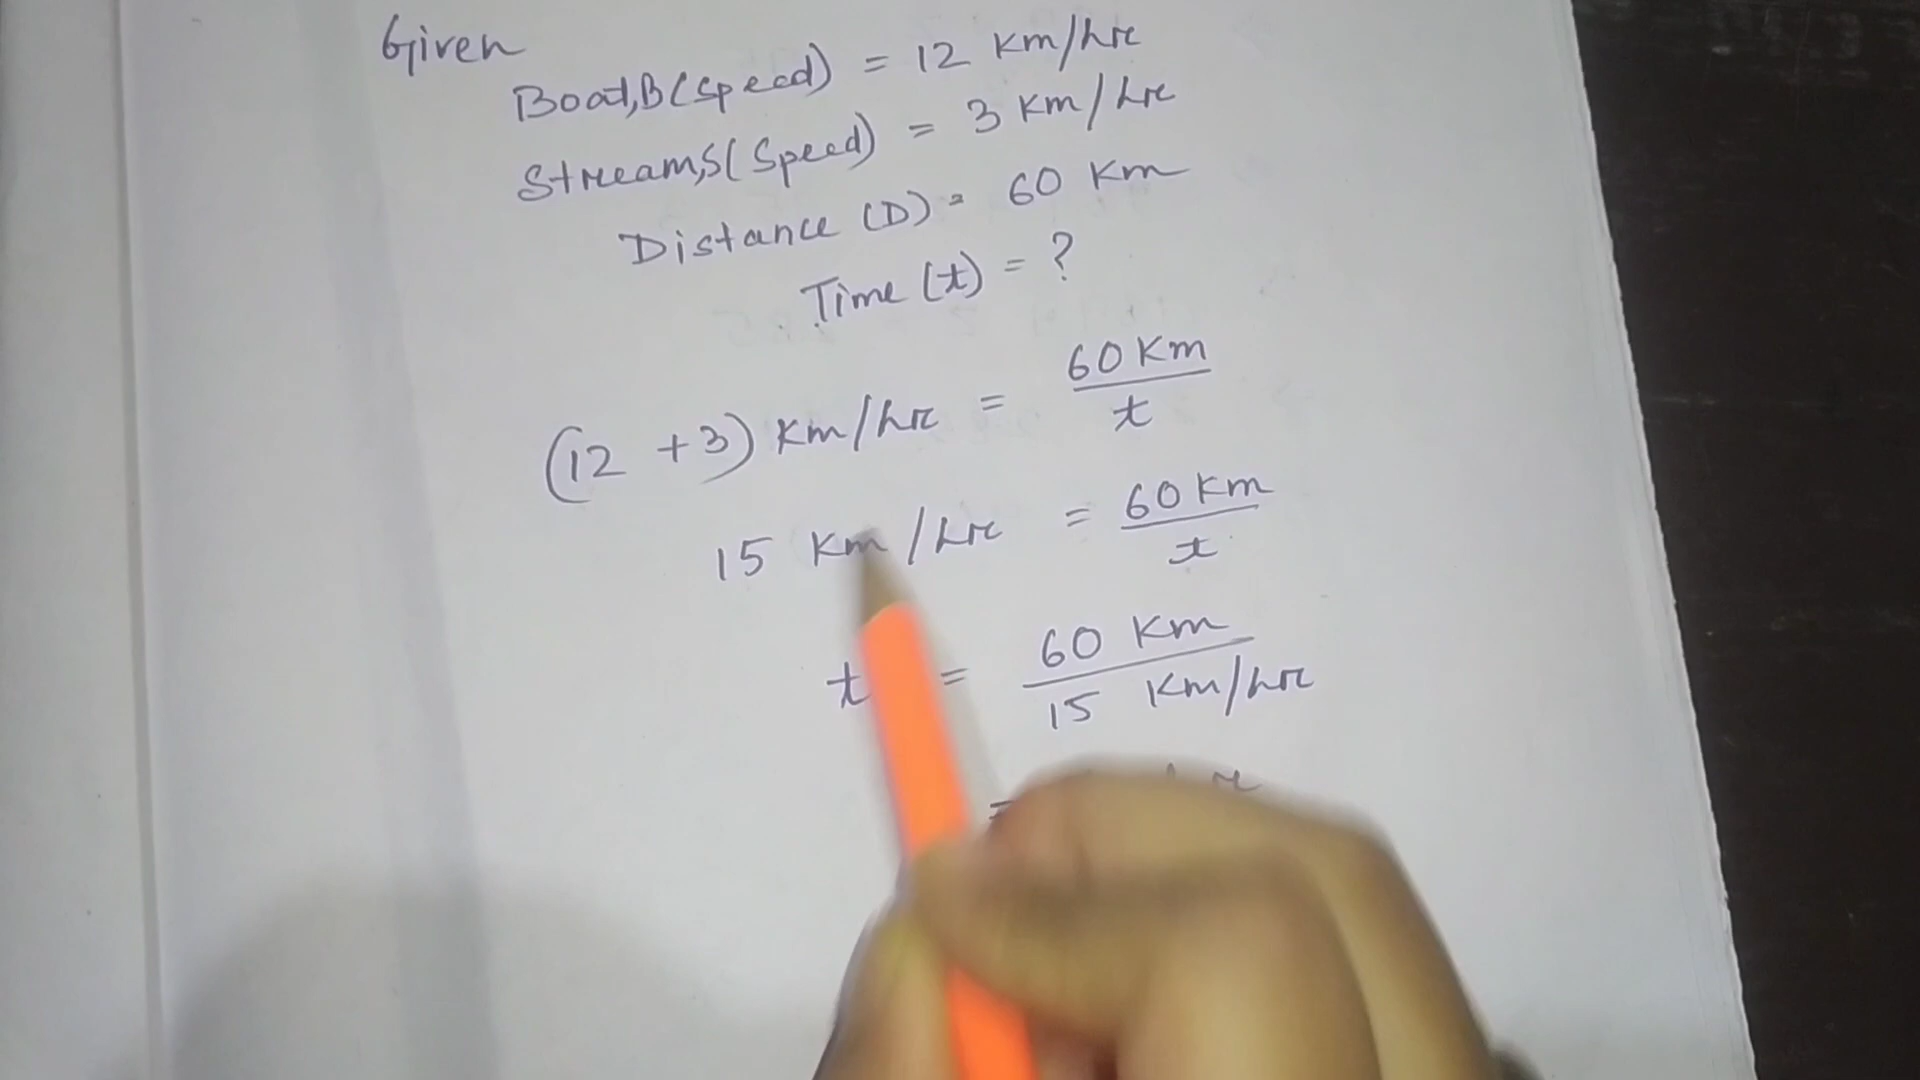 Given
Boat,B(Speed) = 12 Km/hr
Stream,S(Speed) = 3 Km/hr
Distance (D) = 60 Km
Time (t) = ?
(12 +3) Km/hr = 60 Km / t
15 Km/hr = 60 Km / t
t = 60 Km / 15 Km/hr